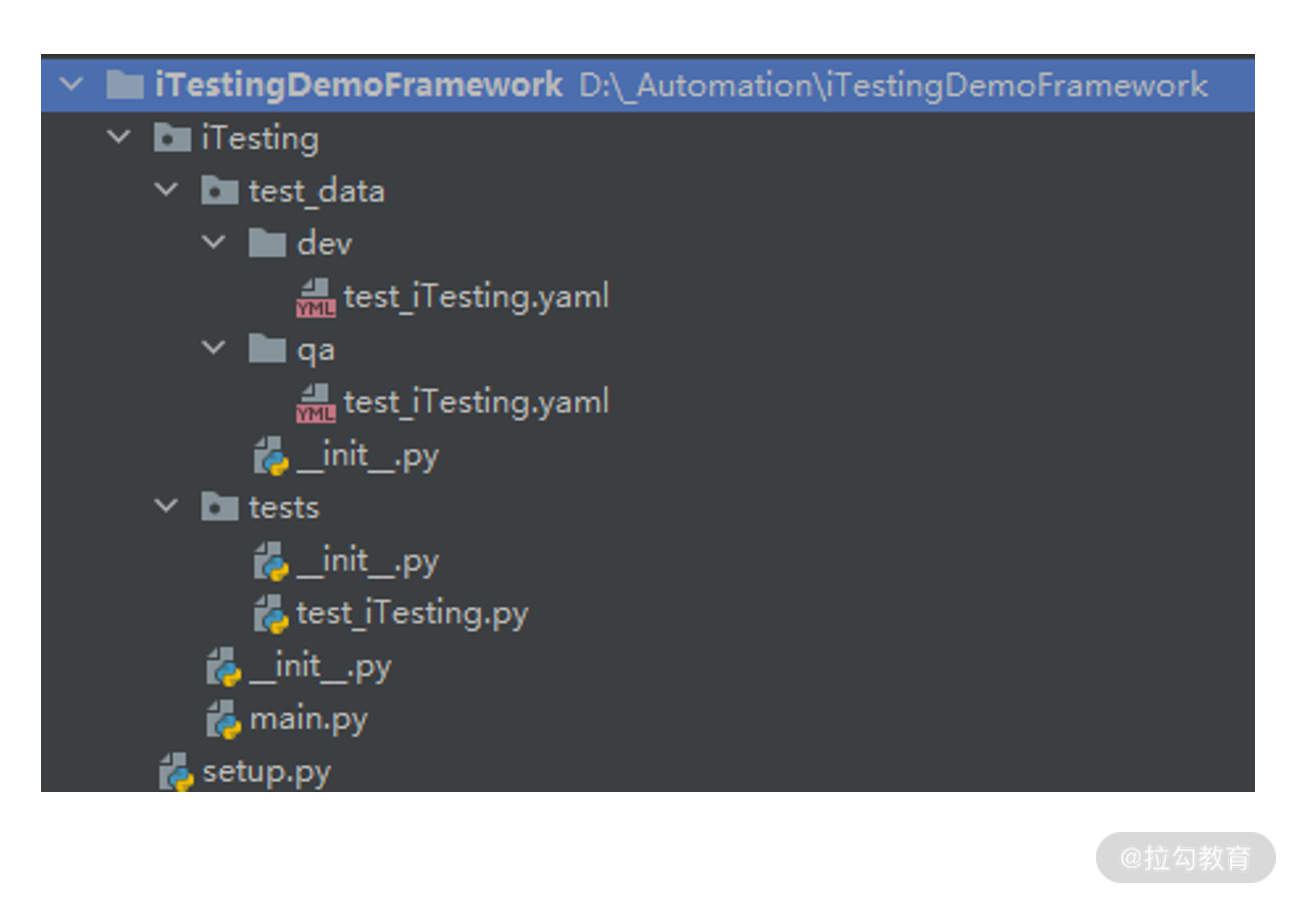 iTestingDemoFramework D:\_Automation\iTestingDemoFramework
iTesting
test_data
dev
YML test_iTesting.yaml
qa
YML test_iTesting.yaml
__init__.py
tests
__init__.py
test_iTesting.py
__init__.py
main.py
setup.py
@拉勾教育